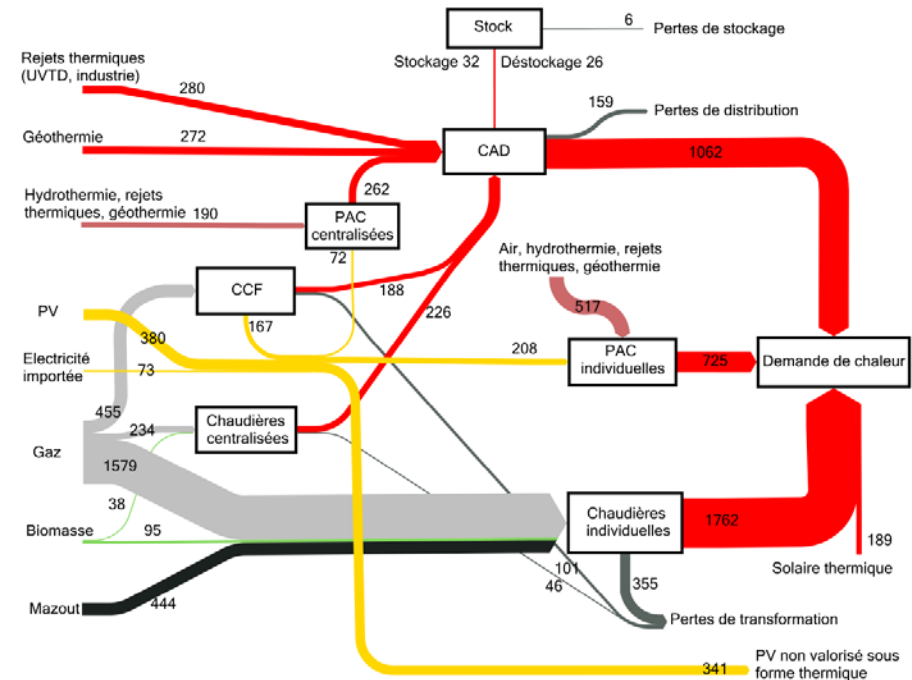 6
Stock
Pertes de stockage
Stockage 32
Déstockage 26
Rejets thermiques
(UVTD, industrie)
280
159
Pertes de distribution
Géothermie
272
CAD
1062
262
Hydrothermie, rejets
thermiques, géothermie
190
PAC
centralisées
72
Air, hydrothermie, rejets
thermiques, géothermie
CCF
188
517
226
PV
167
380
208
PAC
individuelles
725
Demande de chaleur
Electricité
importée
73
455
234
Chaudières
centralisées
Gaz
1579
38
Biomasse
95
Chaudières
individuelles
1762
189
Solaire thermique
101
46
355
Mazout
444
Pertes de transformation
341
PV non valorisé sous
forme thermique